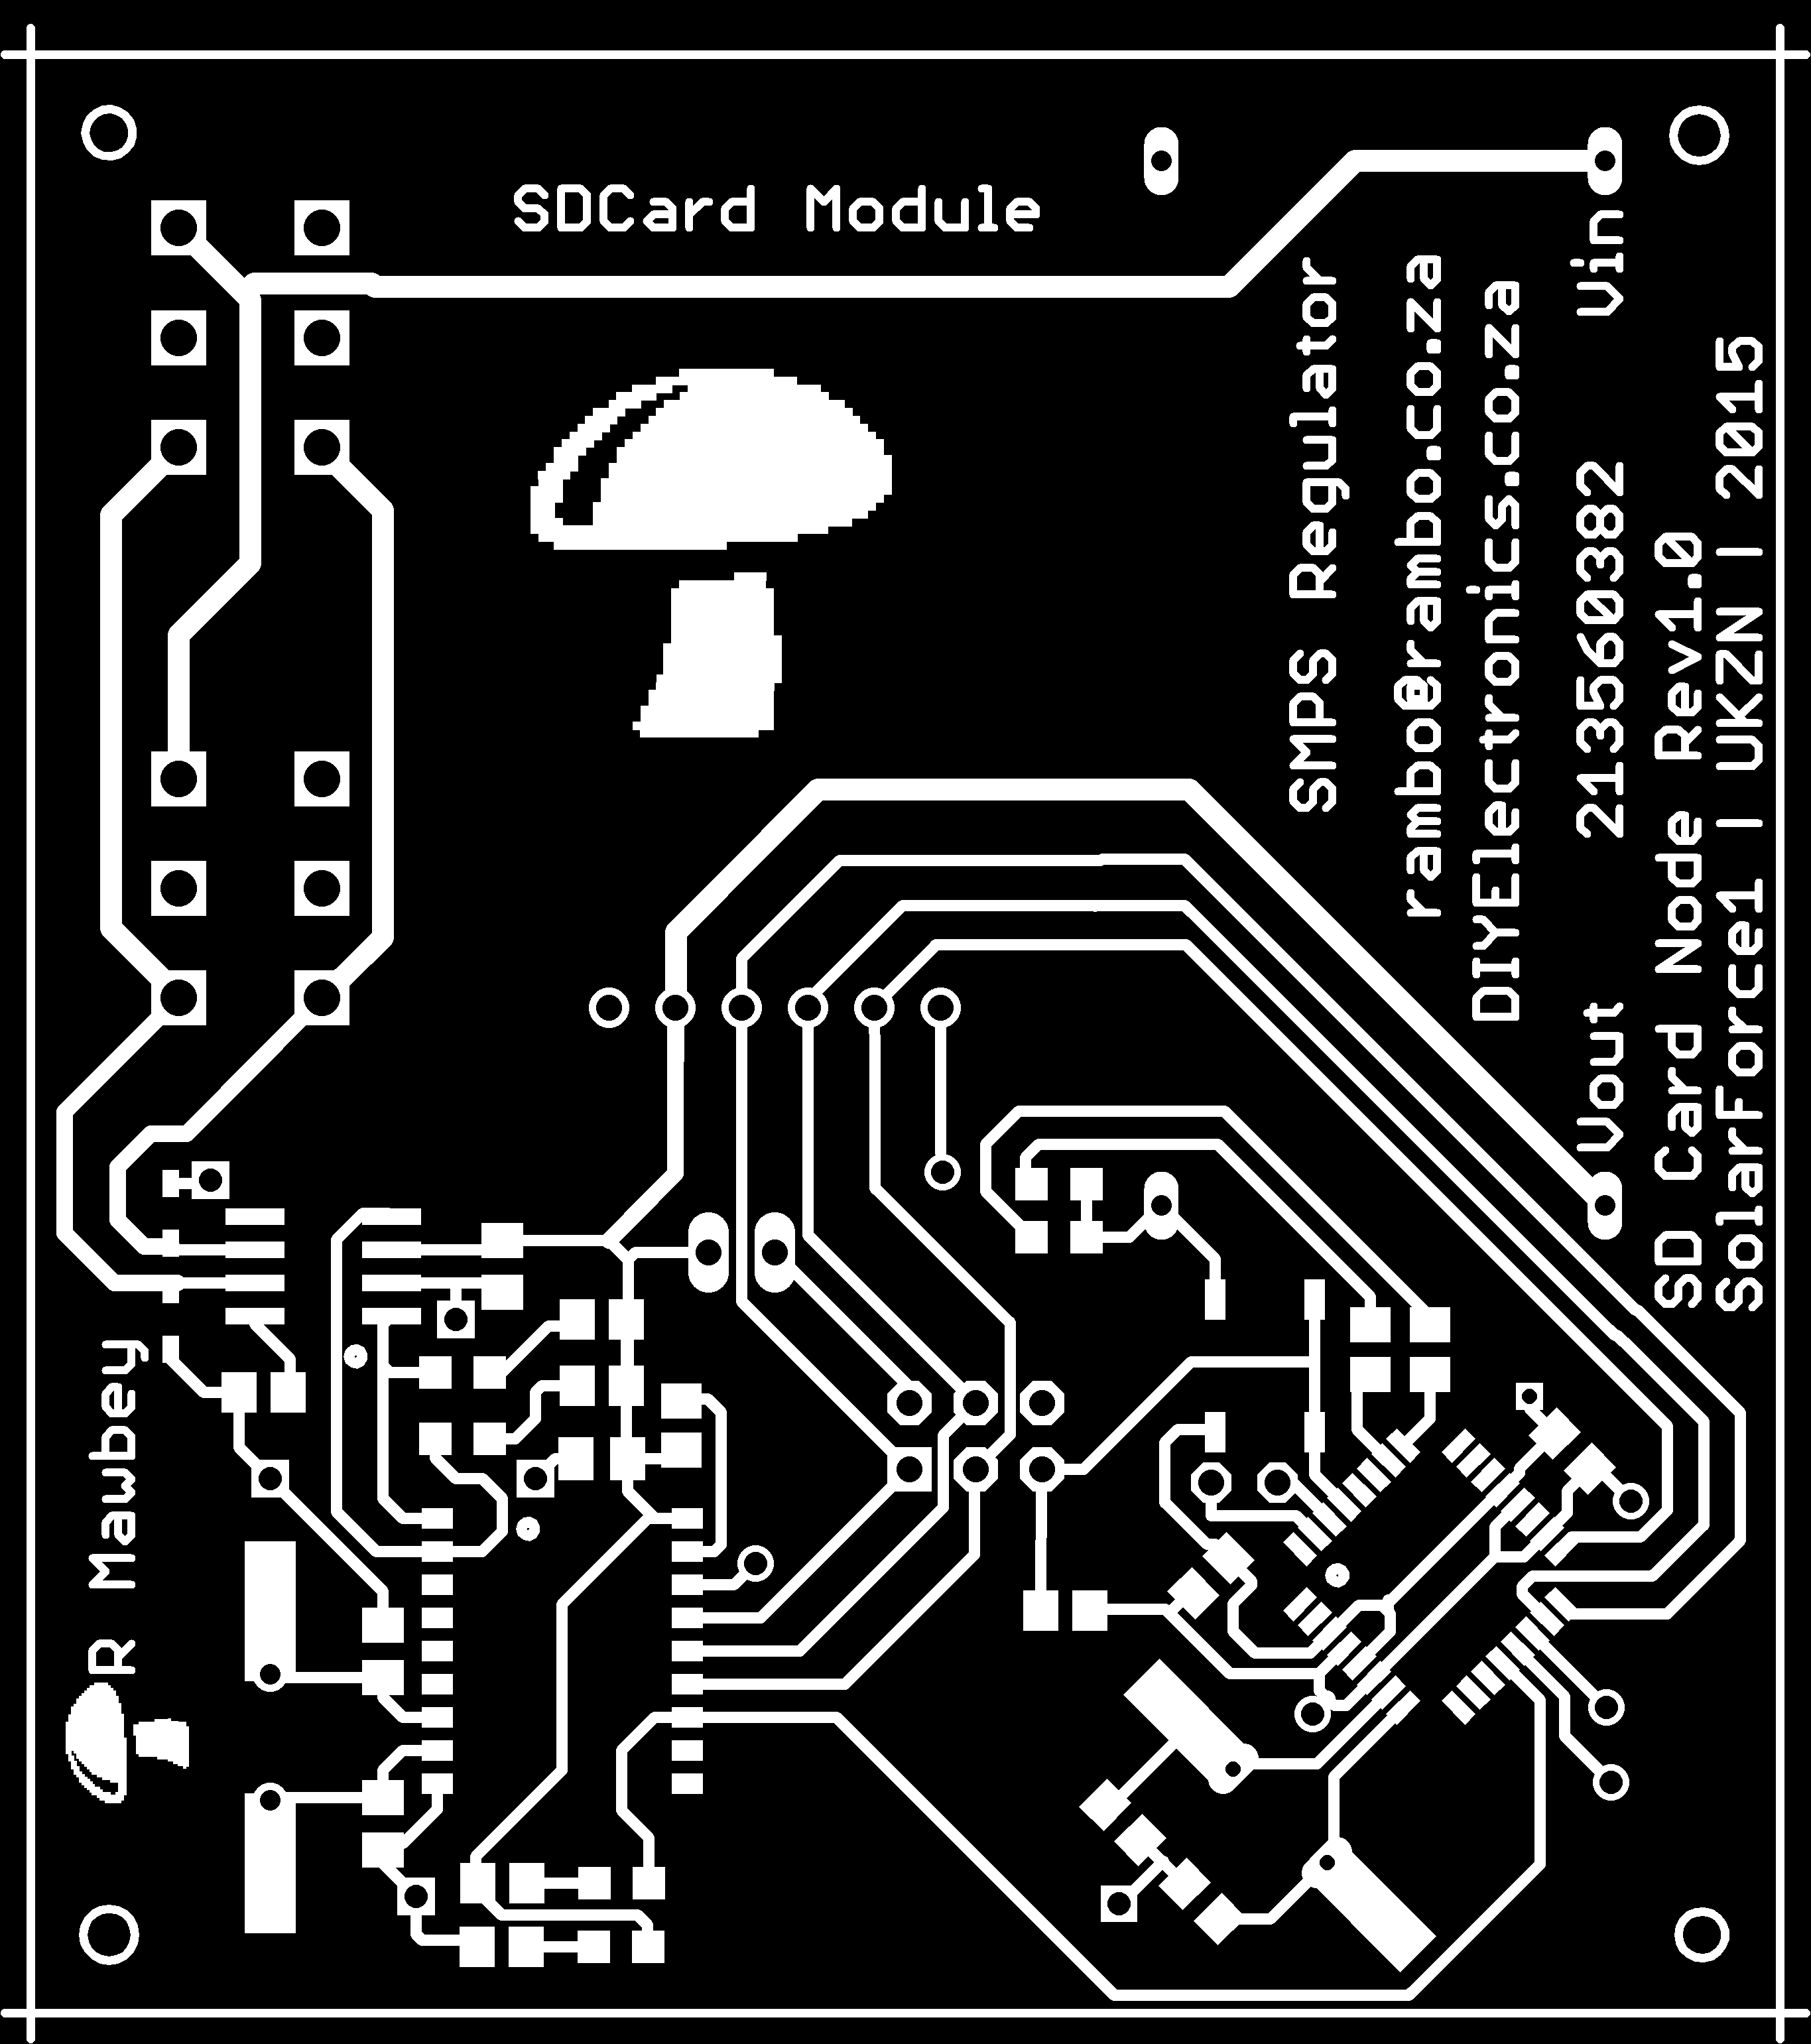 SDCard Module
SMPS Regulator
rambo@rambo.co.za
DIYElectronics.co.za
213560382
Vin
Vout
SD Card Node Rev1.0
SolarForce1 | UKZN | 2015
R Mawbey